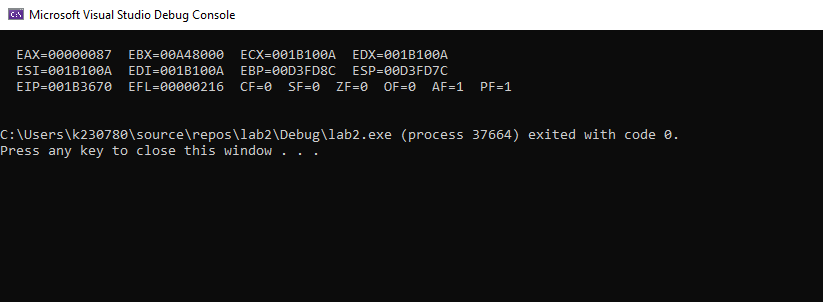 Microsoft Visual Studio Debug Console
EAX=00000087 EBX=00A48000 ECX=001B100A EDX=001B100A
ESI=001B100A EDI=001B100A EBP=00D3FD8C ESP=00D3FD7C
EIP=001B3670 EFL=00000216 CF=0 SF=0 ZF=0 OF=0 AF=1 PF=1
C:\Users\k230780\source\repos\lab2\Debug\lab2.exe (process 37664) exited with code 0.
Press any key to close this window . . .